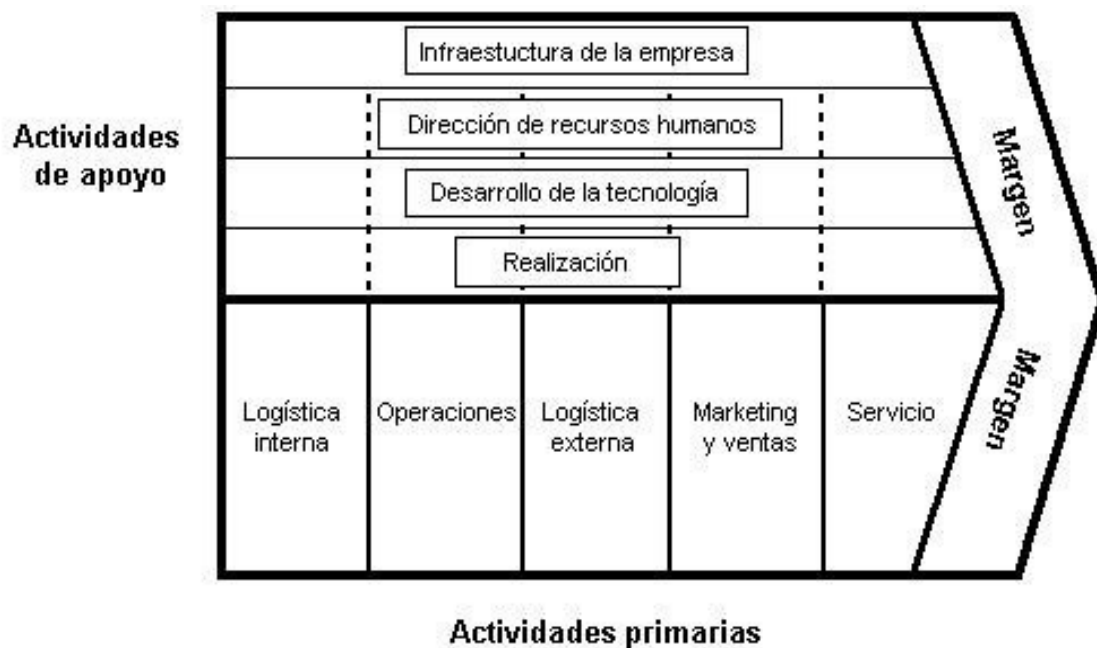 Infraestuctura de la empresa
Dirección de recursos humanos
Actividades
de apoyo
Desarrollo de la tecnología
Realización
Margen
Margen
Logística
interna
Operaciones
Logística
externa
Marketing
y ventas
Servicio
Actividades primarias